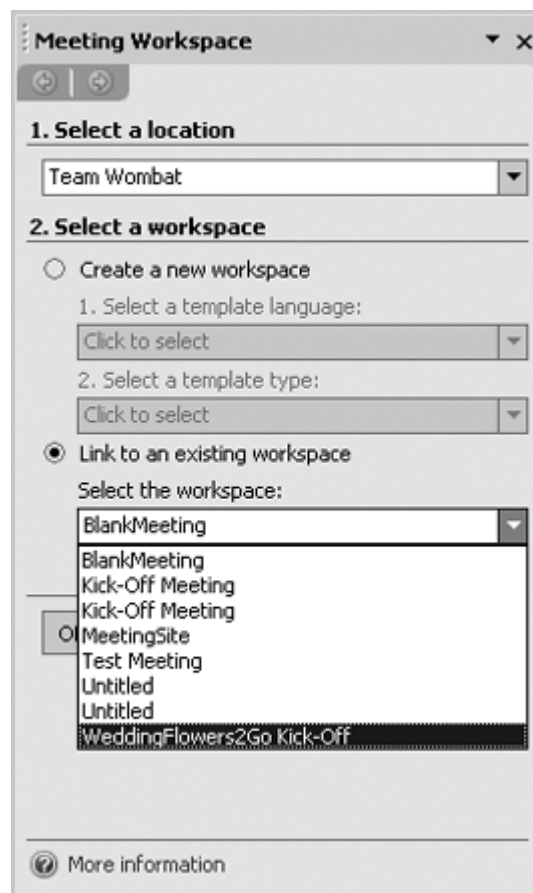 Meeting Workspace
1. Select a location
Team Wombat
2. Select a workspace
Create a new workspace
1. Select a template language:
Click to select
2. Select a template type:
Click to select
Link to an existing workspace
Select the workspace:
BlankMeeting
BlankMeeting
Kick-Off Meeting
Kick-Off Meeting
MeetingSite
Test Meeting
Untitled
Untitled
WeddingFlowers2Go Kick-Off
More information